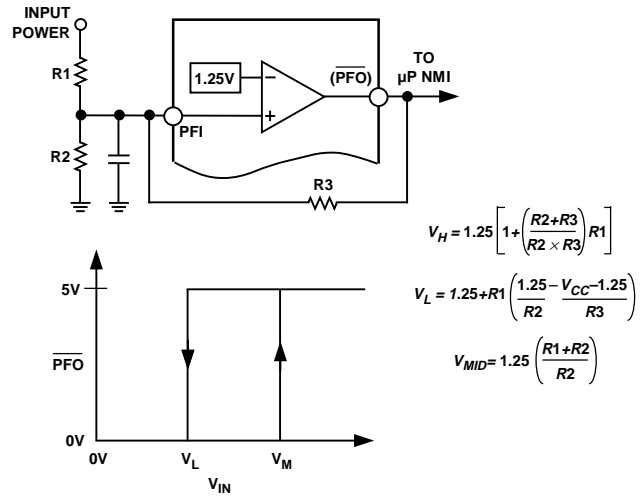 INPUT
POWER
R1
R2
1.25V
−
+
PFI
(PFO)
TO
µP NMI
R3
V_H = 1.25 [1+((R2+R3)/(R2 × R3)) R1]
V_L = 1.25+R1 (1.25/R2 − (V_CC−1.25)/R3)
V_MID = 1.25 ((R1+R2)/R2)
5V
PFO
0V
0V
V_L
V_M
V_IN